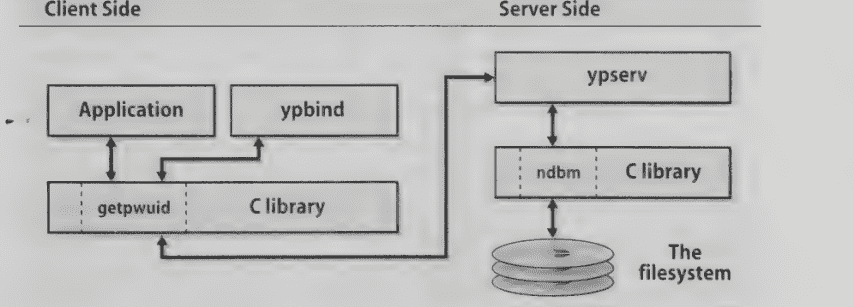 Client Side
Server Side
Application
ypbind
getpwuid
C library
ypserv
ndbm
C library
The
filesystem